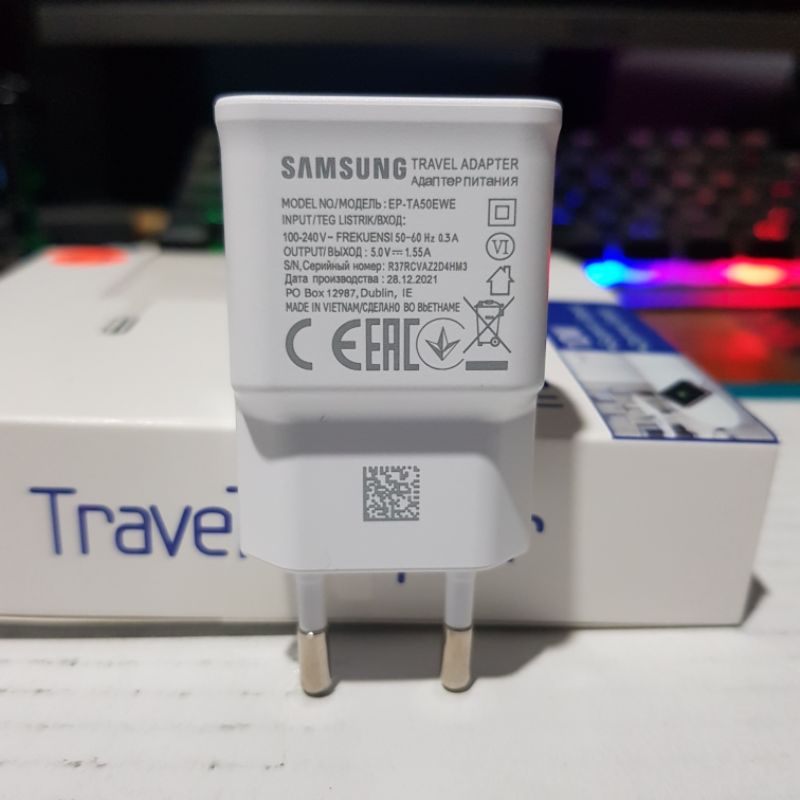 SAMSUNG TRAVEL ADAPTER
Адаптер питания
MODEL NO./МОДЕЛЬ : EP-TA50EWE
INPUT/TEG LISTRIK/ВХОД:
100-240V~ FREKUENSI 50-60 Hz 0.3A
OUTPUT/ВЫХОД : 5.0V⎓ 1.55A
S/N, Серийный номер: R37RCVAZ2D4HM3
Дата производства : 28.12.2021
PO Box 12987, Dublin, IE
MADE IN VIETNAM/СДЕЛАНО ВО ВЬЕТНАМЕ
VI
CE EAC
Trave